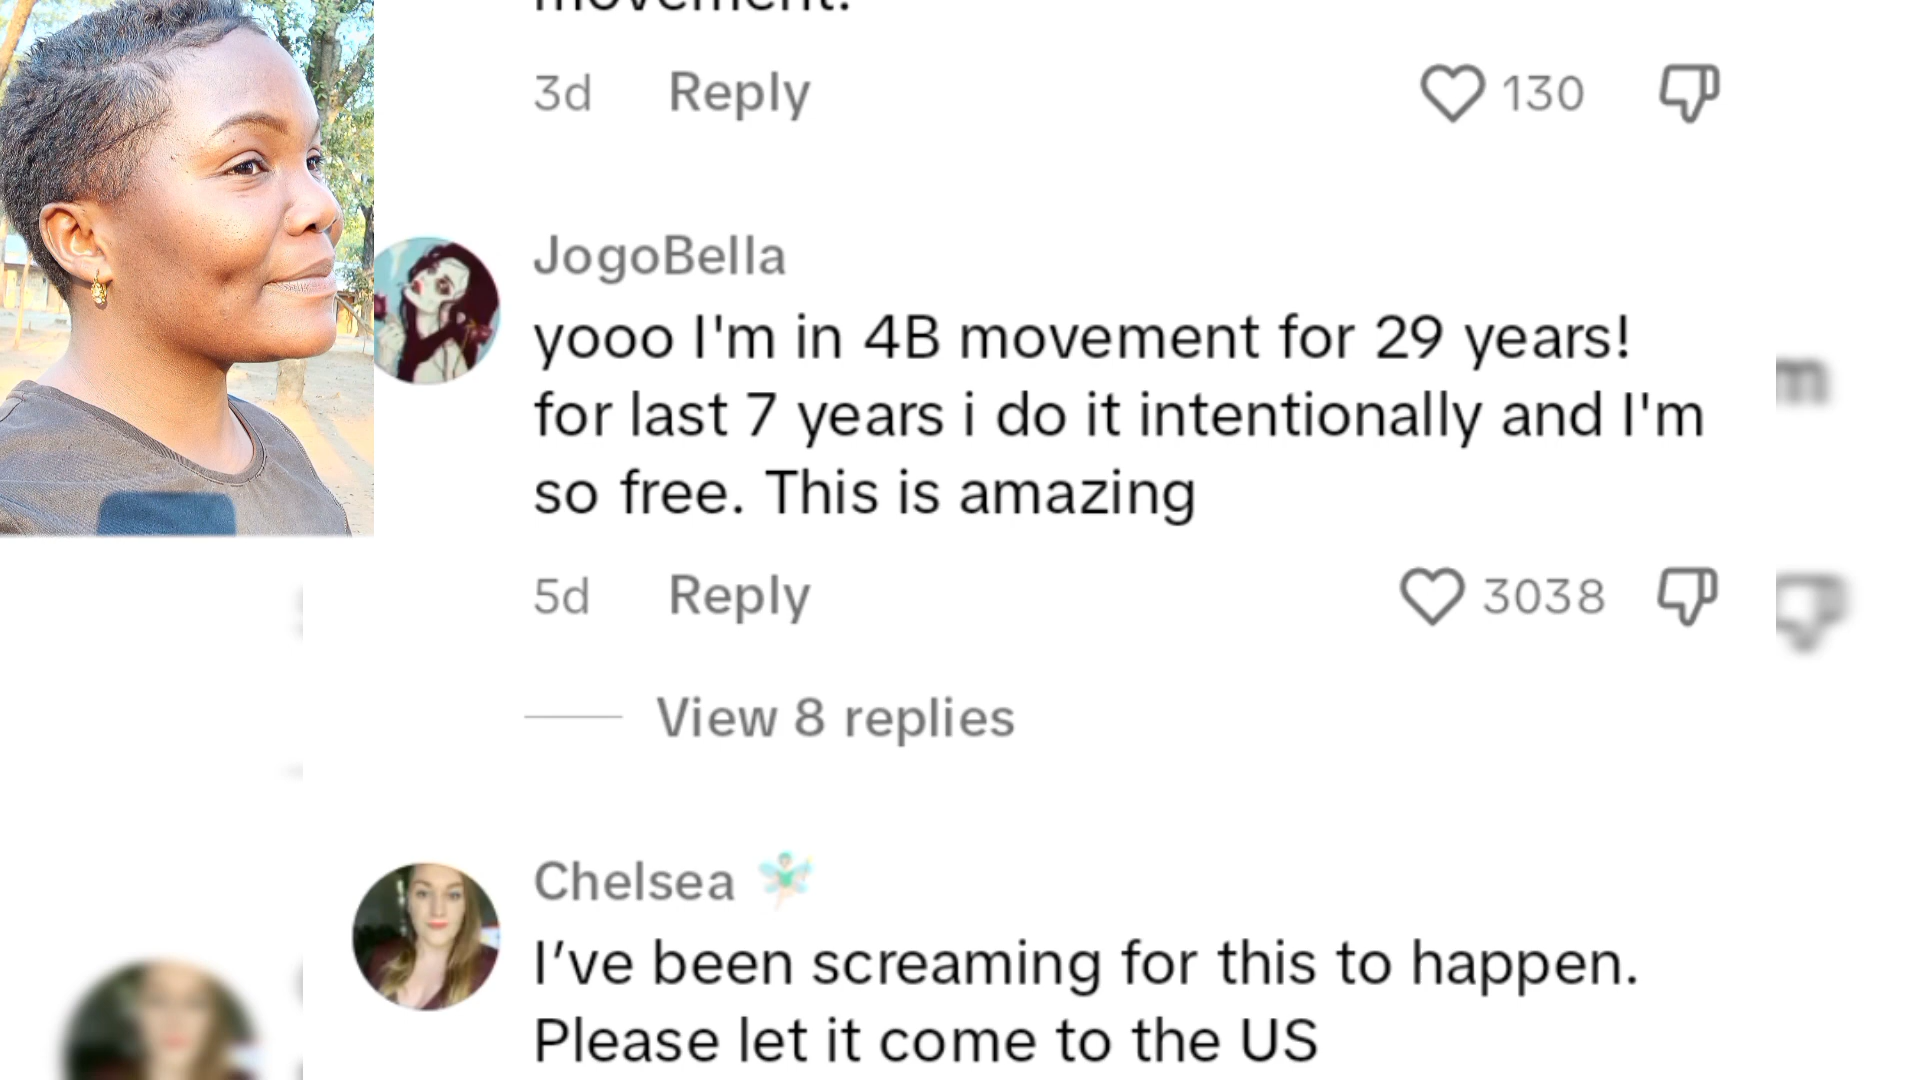 movement.
3d Reply 130
JogoBella
yooo I'm in 4B movement for 29 years!
for last 7 years i do it intentionally and I'm
so free. This is amazing
5d Reply 3038
View 8 replies
Chelsea 🧚🏻
I’ve been screaming for this to happen.
Please let it come to the US